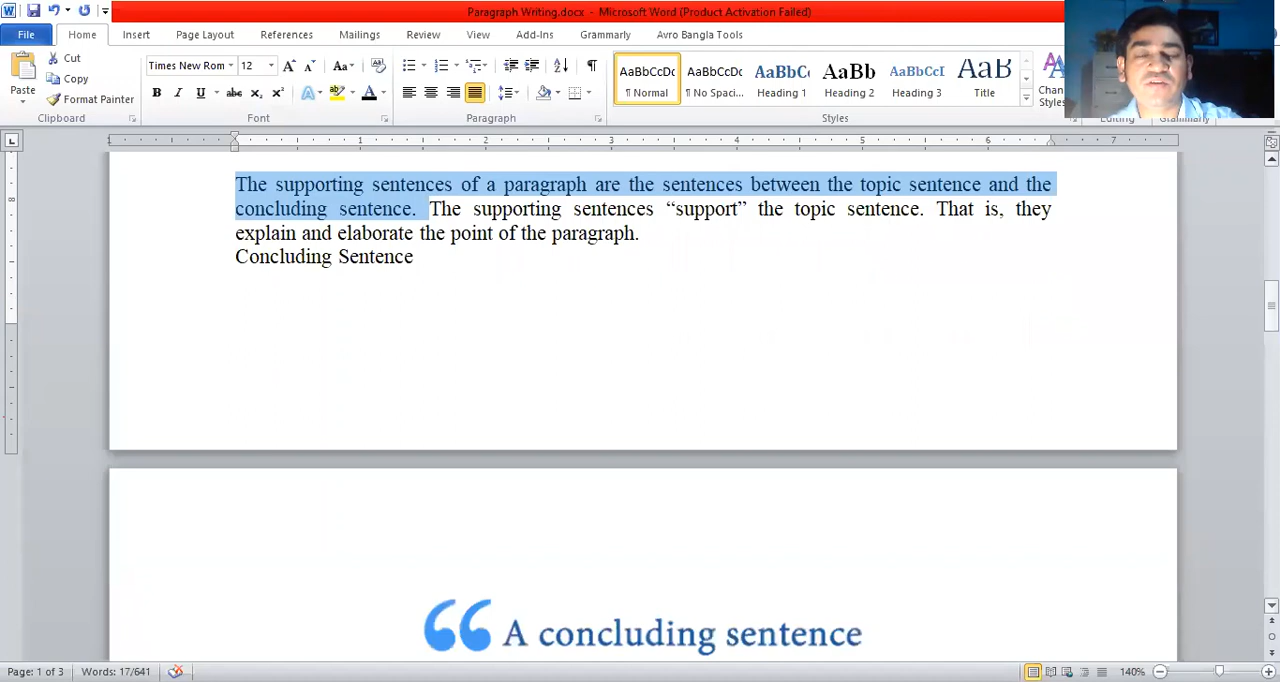 Paragraph Writing.docx - Microsoft Word (Product Activation Failed)
File Home Insert Page Layout References Mailings Review View Add-Ins Grammarly Avro Bangla Tools
Cut
Copy
Format Painter
Paste
Clipboard
Times New Rom 12
Font
Paragraph
AaBbCcDc AaBbCcDc AaBbC AaBb AaBbCcI AaB
¶ Normal ¶ No Spaci... Heading 1 Heading 2 Heading 3 Title
Styles
The supporting sentences of a paragraph are the sentences between the topic sentence and the
concluding sentence. The supporting sentences “support” the topic sentence. That is, they
explain and elaborate the point of the paragraph.
Concluding Sentence
“ A concluding sentence
Page: 1 of 3 Words: 17/641 140%